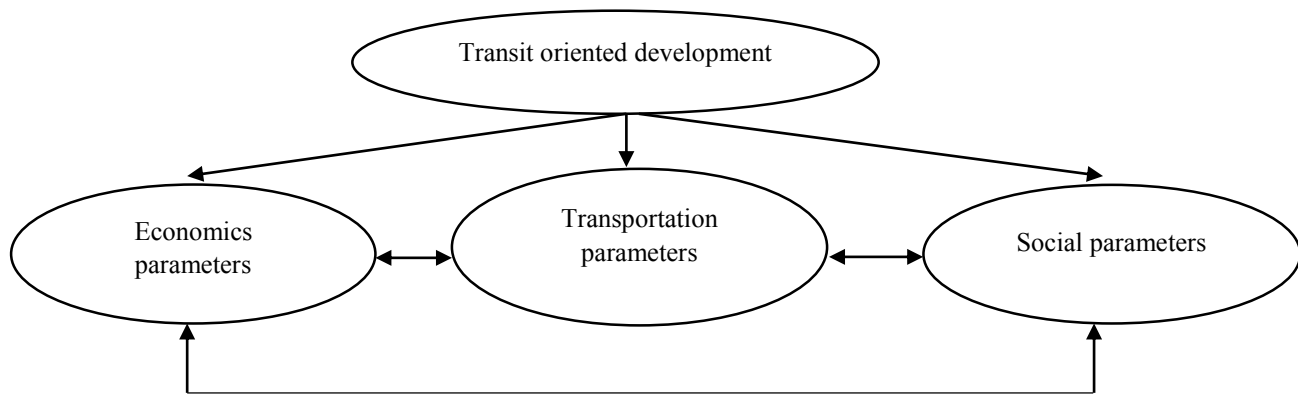 Transit oriented development
Economics
parameters
Transportation
parameters
Social parameters